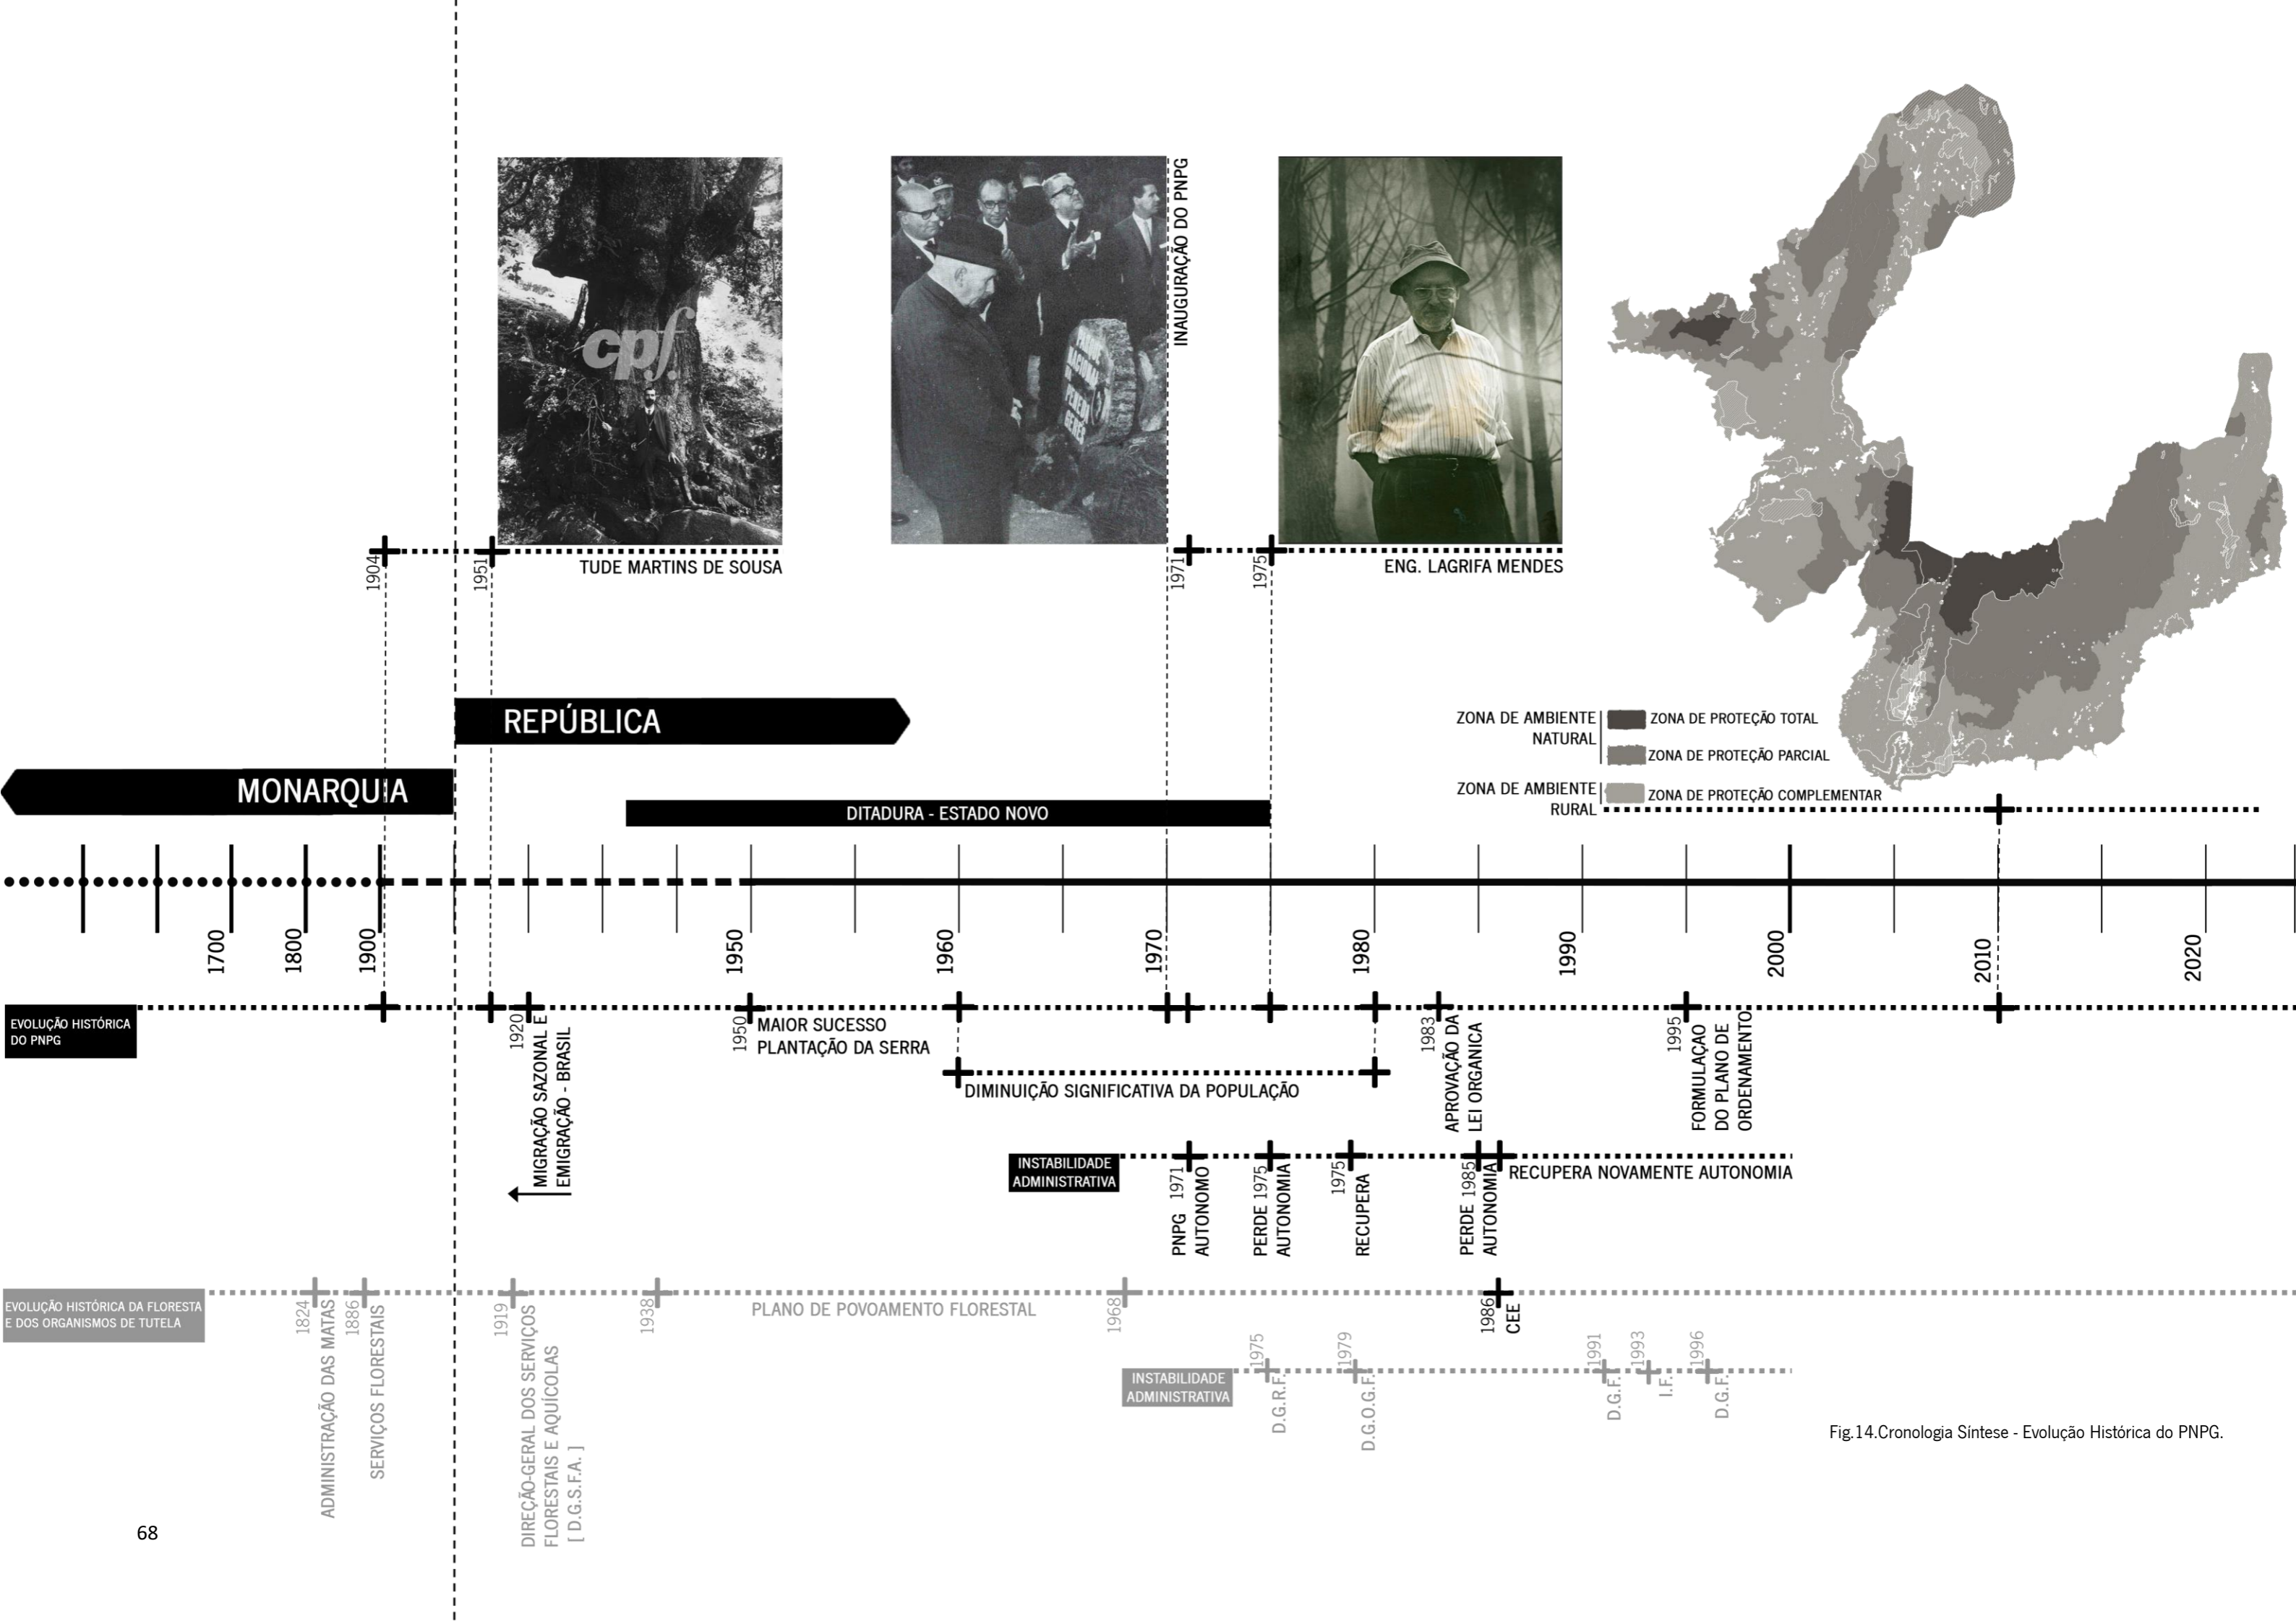 INAUGURAÇÃO DO PNPG
cpf
PARQUE
NACIONAL
DA
PENEDA
GERÊS
1904
1951
TUDE MARTINS DE SOUSA
1971
1975
ENG. LAGRIFA MENDES
REPÚBLICA
MONARQUIA
DITADURA - ESTADO NOVO
ZONA DE AMBIENTE
NATURAL
ZONA DE PROTEÇÃO TOTAL
ZONA DE PROTEÇÃO PARCIAL
ZONA DE AMBIENTE
RURAL
ZONA DE PROTEÇÃO COMPLEMENTAR
1700
1800
1900
1950
1960
1970
1980
1990
2000
2010
2020
EVOLUÇÃO HISTÓRICA
DO PNPG
1920
MIGRAÇÃO SAZONAL E
EMIGRAÇÃO - BRASIL
1950
MAIOR SUCESSO
PLANTAÇÃO DA SERRA
DIMINUIÇÃO SIGNIFICATIVA DA POPULAÇÃO
1983
APROVAÇÃO DA
LEI ORGANICA
1995
FORMULAÇAO
DO PLANO DE
ORDENAMENTO
INSTABILIDADE
ADMINISTRATIVA
PNPG 1971
AUTONOMO
PERDE 1975
AUTONOMIA
1975
RECUPERA
PERDE 1985
AUTONOMIA
RECUPERA NOVAMENTE AUTONOMIA
EVOLUÇÃO HISTÓRICA DA FLORESTA
E DOS ORGANISMOS DE TUTELA
1824
ADMINISTRAÇÃO DAS MATAS
1886
SERVIÇOS FLORESTAIS
1919
DIREÇÃO-GERAL DOS SERVIÇOS
FLORESTAIS E AQUÍCOLAS
[ D.G.S.F.A. ]
1938
PLANO DE POVOAMENTO FLORESTAL
1968
1986
CEE
INSTABILIDADE
ADMINISTRATIVA
1975
D.G.R.F.
1979
D.G.O.G.F.
1991
D.G.F.
1993
I.F.
1996
D.G.F.
Fig.14.Cronologia Síntese - Evolução Histórica do PNPG.
68